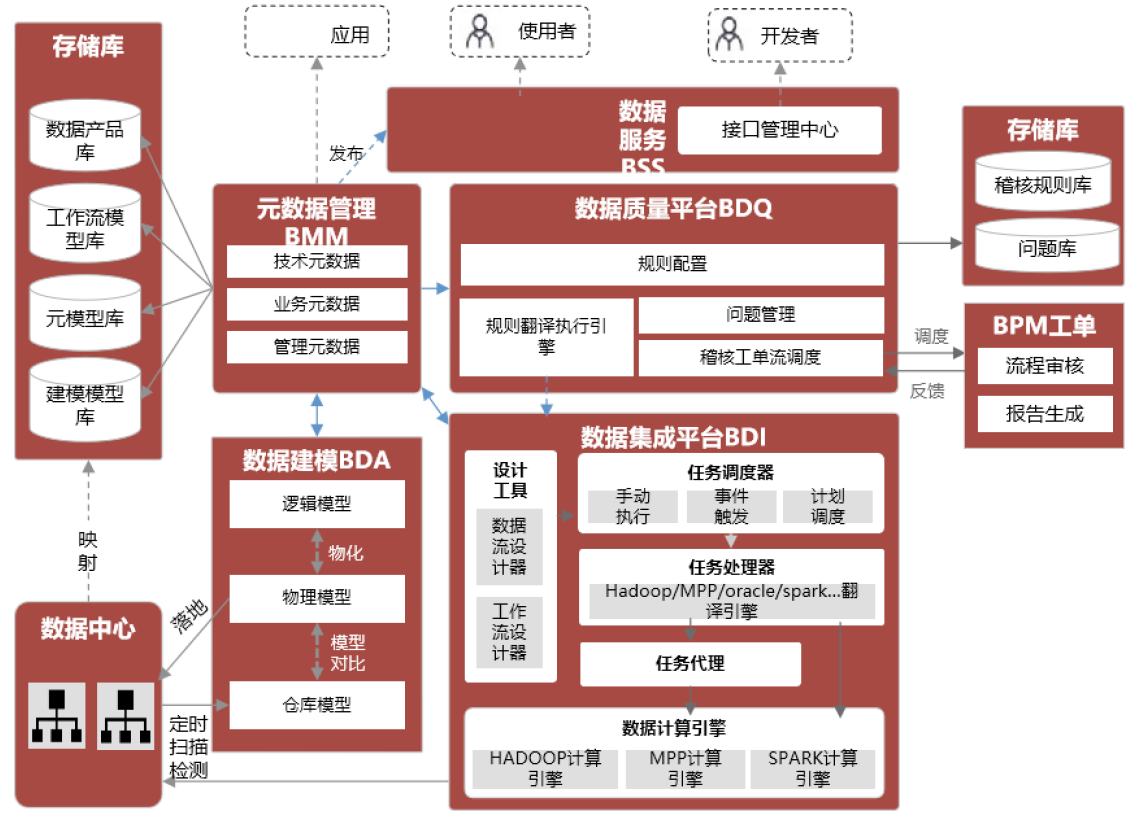 存储库
数据产品
库
工作流模
型库
元模型库
建模模型
库
映
射
数据中心
应用
使用者
开发者
发布
数据
服务
BSS
接口管理中心
元数据管理
BMM
技术元数据
业务元数据
管理元数据
数据质量平台BDQ
规则配置
规则翻译执行引
擎
问题管理
稽核工单流调度
存储库
稽核规则库
问题库
调度
反馈
BPM工单
流程审核
报告生成
数据建模BDA
逻辑模型
物化
物理模型
模型
对比
仓库模型
落地
定时
扫描
检测
数据集成平台BDI
设计
工具
数据
流设
计器
工作
流设
计器
任务调度器
手动
执行
事件
触发
计划
调度
任务处理器
Hadoop/MPP/oracle/spark...翻
译引擎
任务代理
数据计算引擎
HADOOP计算
引擎
MPP计算
引擎
SPARK计算
引擎